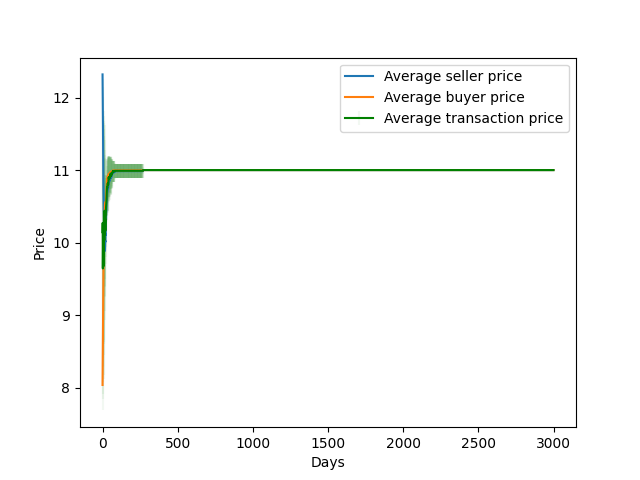 Average seller price
Average buyer price
Average transaction price
12
11
10
9
8
Price
0 500 1000 1500 2000 2500 3000
Days